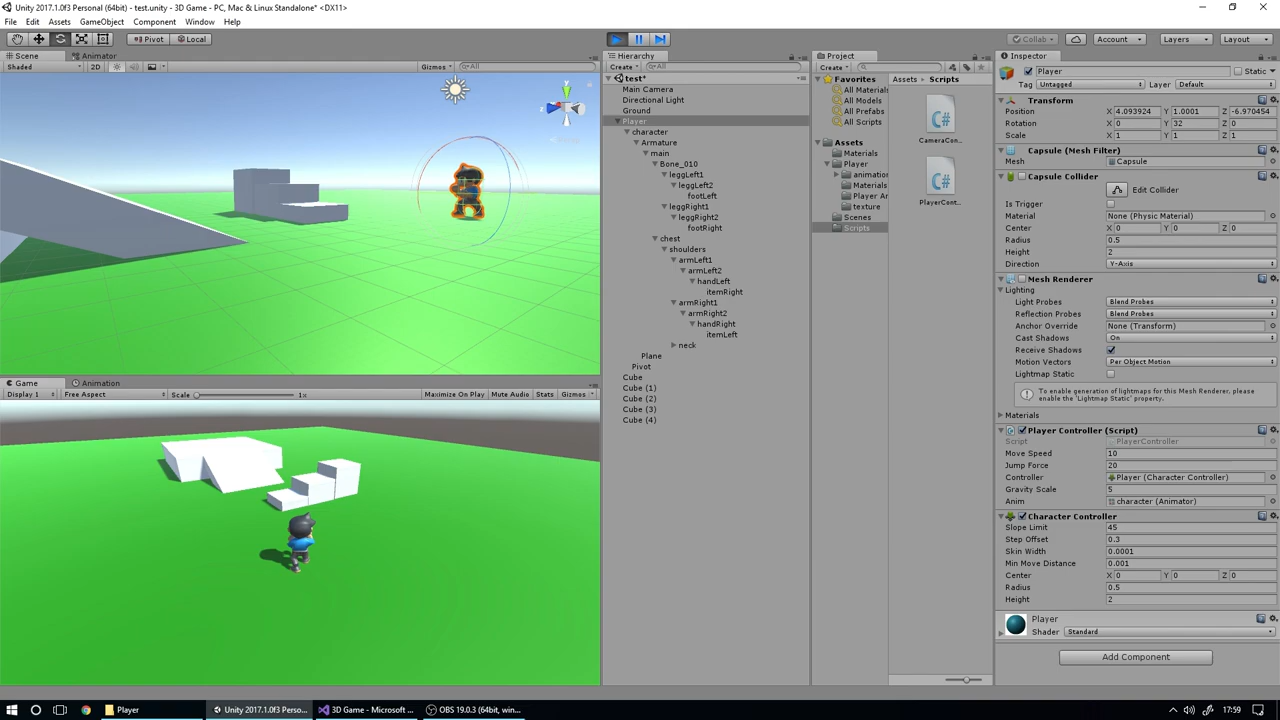 Unity 2017.1.0f3 Personal (64bit) - test.unity - 3D Game - PC, Mac & Linux Standalone* <DX11>
File Edit Assets GameObject Component Window Help
Pivot Local Collab Account Layers Layout
Scene Animator
Shaded 2D Gizmos All
y
z
Game Animation
Display 1 Free Aspect Scale 1x Maximize On Play Mute Audio Stats Gizmos
Hierarchy
Create All
test*
Main Camera
Directional Light
Ground
Player
character
Armature
main
Bone_010
leggLeft1
leggLeft2
footLeft
leggRight1
leggRight2
footRight
chest
shoulders
armLeft1
armLeft2
handLeft
itemRight
armRight1
armRight2
handRight
itemLeft
neck
Plane
Pivot
Cube
Cube (1)
Cube (2)
Cube (3)
Cube (4)
Project
Create
Favorites
All Materials
All Models
All Prefabs
All Scripts
Assets
Materials
Player
animation
Materials
Player An
texture
Scenes
Scripts
Assets Scripts
CameraCon...
PlayerCont...
Inspector
Player Static
Tag Untagged Layer Default
Transform
Position X 4.093924 Y 1.0001 Z -6.970454
Rotation X 0 Y 32 Z 0
Scale X 1 Y 1 Z 1
Capsule (Mesh Filter)
Mesh Capsule
Capsule Collider
Edit Collider
Is Trigger
Material None (Physic Material)
Center X 0 Y 0 Z 0
Radius 0.5
Height 2
Direction Y-Axis
Mesh Renderer
Lighting
Light Probes Blend Probes
Reflection Probes Blend Probes
Anchor Override None (Transform)
Cast Shadows On
Receive Shadows
Motion Vectors Per Object Motion
Lightmap Static
To enable generation of lightmaps for this Mesh Renderer, please
enable the 'Lightmap Static' property.
Materials
Player Controller (Script)
Script PlayerController
Move Speed 10
Jump Force 20
Controller Player (Character Controller)
Gravity Scale 5
Anim character (Animator)
Character Controller
Slope Limit 45
Step Offset 0.3
Skin Width 0.0001
Min Move Distance 0.001
Center X 0 Y 0 Z 0
Radius 0.5
Height 2
Player
Shader Standard
Add Component
Player Unity 2017.1.0f3 Perso... 3D Game - Microsoft ... OBS 19.0.3 (64bit, win... 17:59